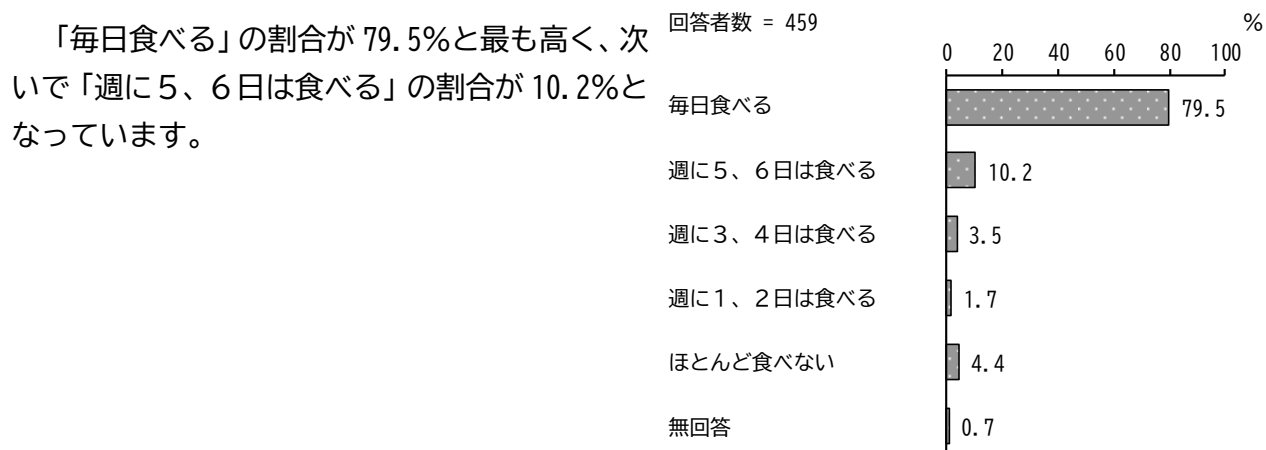 「毎日食べる」の割合が79.5%と最も高く、次
いで「週に５、６日は食べる」の割合が10.2%と
なっています。
回答者数 = 459
%
0 20 40 60 80 100
毎日食べる 79.5
週に５、６日は食べる 10.2
週に３、４日は食べる 3.5
週に１、２日は食べる 1.7
ほとんど食べない 4.4
無回答 0.7